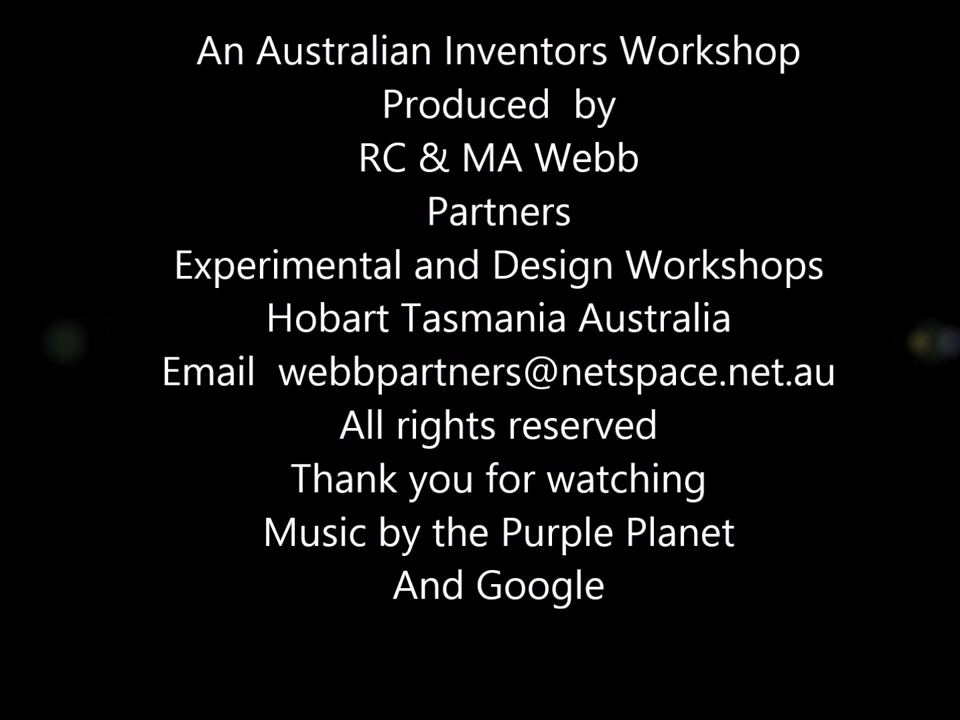 An Australian Inventors Workshop
Produced  by
RC & MA Webb
Partners
Experimental and Design Workshops
Hobart Tasmania Australia
Email  webbpartners@netspace.net.au
All rights reserved
Thank you for watching
Music by the Purple Planet
And Google